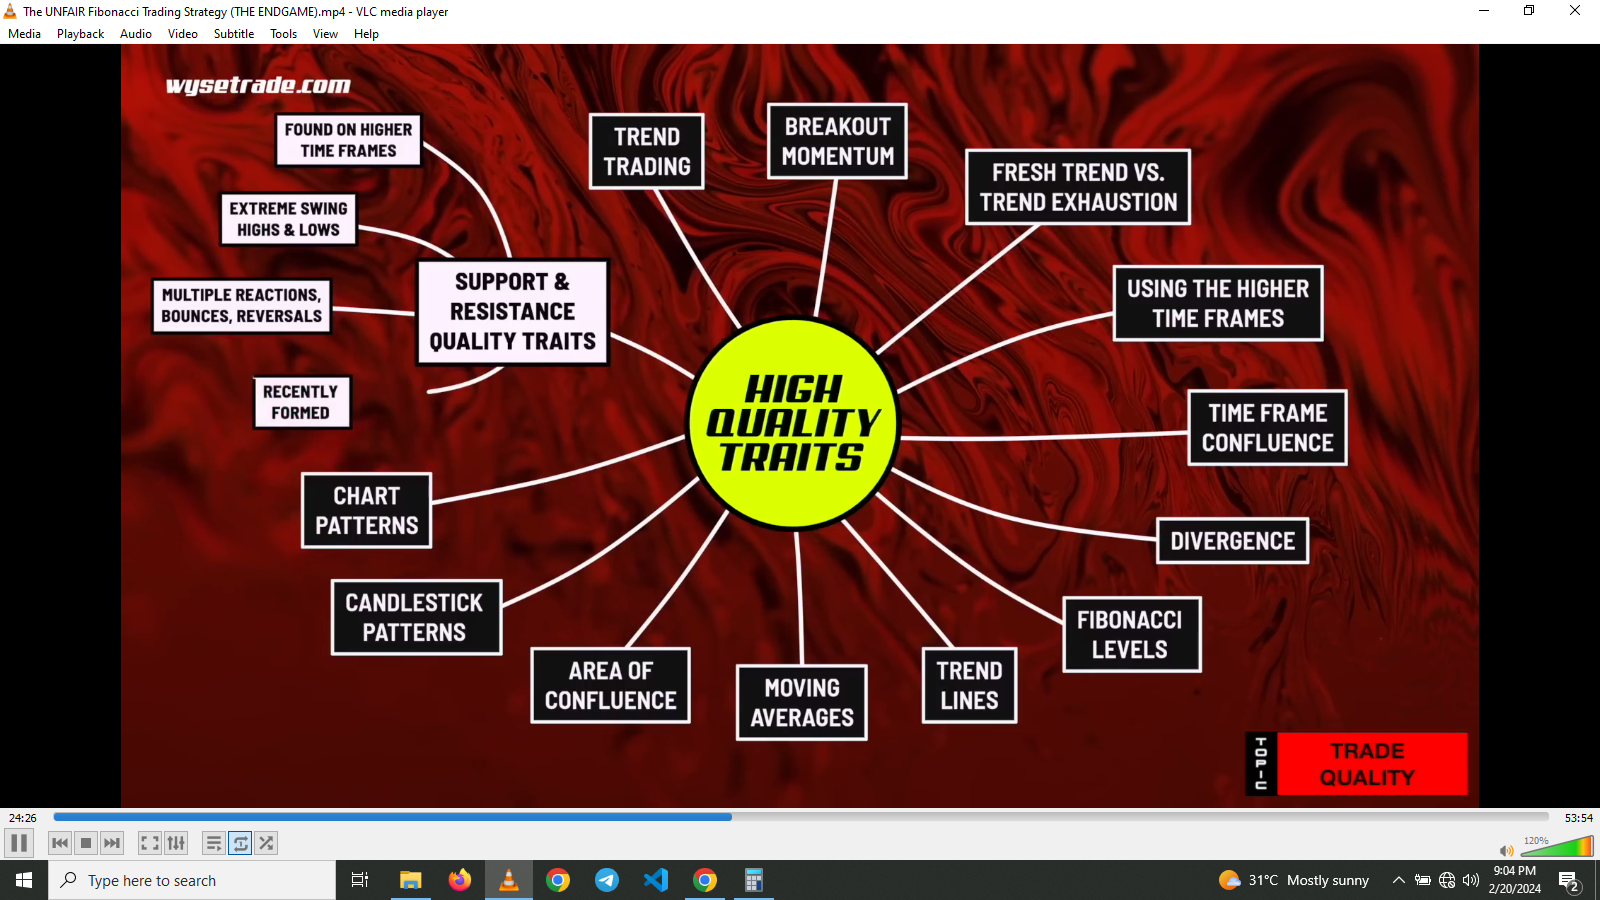 The UNFAIR Fibonacci Trading Strategy (THE ENDGAME).mp4 - VLC media player
Media Playback Audio Video Subtitle Tools View Help
wysetrade.com
FOUND ON HIGHER
TIME FRAMES
EXTREME SWING
HIGHS & LOWS
MULTIPLE REACTIONS,
BOUNCES, REVERSALS
RECENTLY
FORMED
SUPPORT &
RESISTANCE
QUALITY TRAITS
TREND
TRADING
BREAKOUT
MOMENTUM
FRESH TREND VS.
TREND EXHAUSTION
USING THE HIGHER
TIME FRAMES
TIME FRAME
CONFLUENCE
DIVERGENCE
FIBONACCI
LEVELS
TREND
LINES
MOVING
AVERAGES
AREA OF
CONFLUENCE
CANDLESTICK
PATTERNS
CHART
PATTERNS
HIGH
QUALITY
TRAITS
TOPIC
TRADE
QUALITY
24:26
53:54
120%
Type here to search
31°C Mostly sunny
9:04 PM
2/20/2024
2